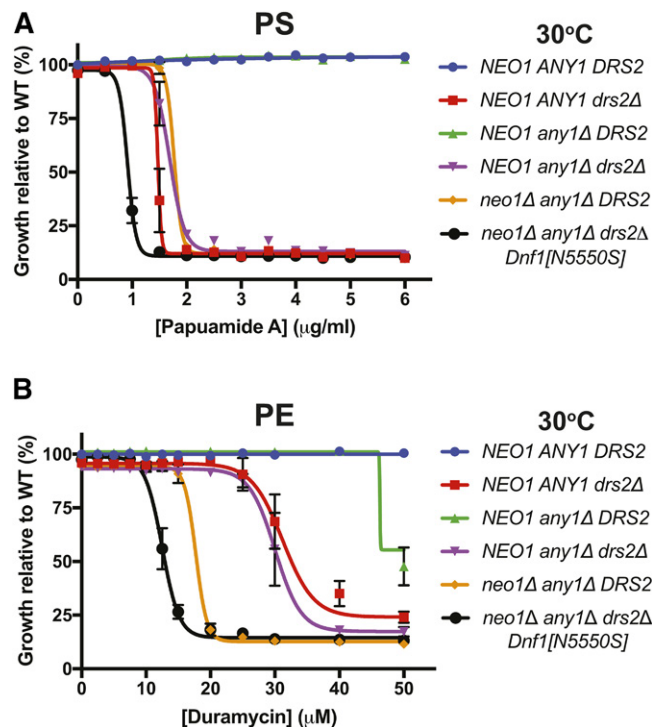 A
PS
30°C
Growth relative to WT (%)
100
75
50
25
0
0 1 2 3 4 5 6
[Papuamide A] (μg/ml)
NEO1 ANY1 DRS2
NEO1 ANY1 drs2Δ
NEO1 any1Δ DRS2
NEO1 any1Δ drs2Δ
neo1Δ any1Δ DRS2
neo1Δ any1Δ drs2Δ
Dnf1[N5550S]
B
PE
30°C
Growth relative to WT (%)
100
75
50
25
0
0 10 20 30 40 50
[Duramycin] (μM)
NEO1 ANY1 DRS2
NEO1 ANY1 drs2Δ
NEO1 any1Δ DRS2
NEO1 any1Δ drs2Δ
neo1Δ any1Δ DRS2
neo1Δ any1Δ drs2Δ
Dnf1[N5550S]